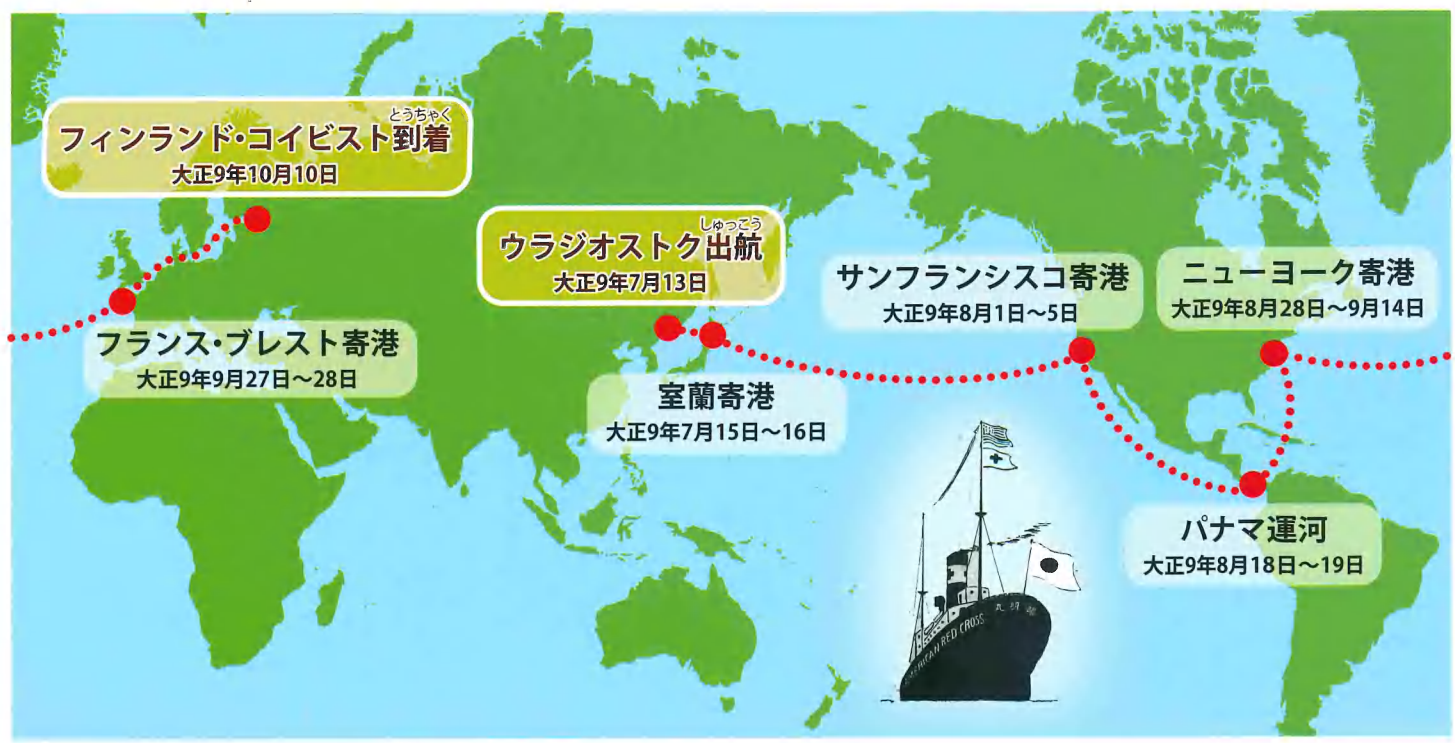 とうちゃく
フィンランド・コイビスト到着
大正9年10月10日
しゅっこう
ウラジオストク出航
大正9年7月13日
サンフランシスコ寄港
大正9年8月1日～5日
ニューヨーク寄港
大正9年8月28日～9月14日
フランス・ブレスト寄港
大正9年9月27日～28日
室蘭寄港
大正9年7月15日～16日
パナマ運河
大正9年8月18日～19日
AMERICAN RED CROSS